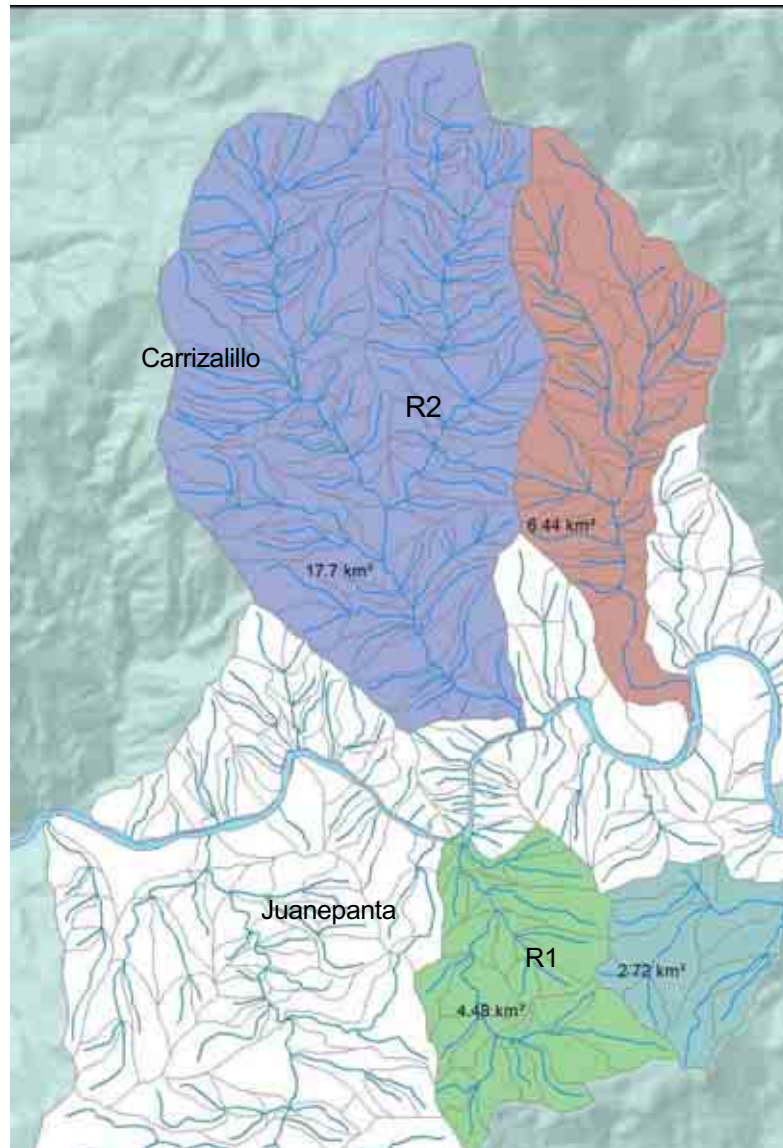 Carrizalillo
R2
6.44 km²
17.7 km²
Juanepanta
R1
2.72 km²
4.48 km²